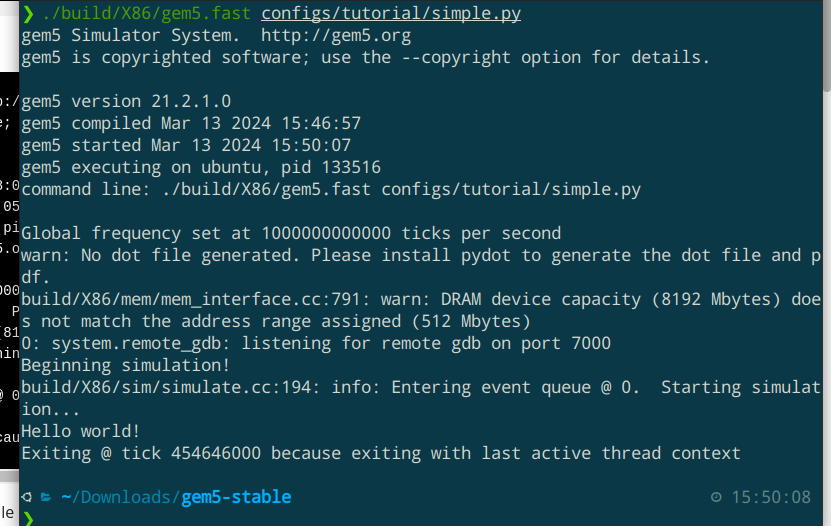 ❯ ./build/X86/gem5.fast configs/tutorial/simple.py
gem5 Simulator System.  http://gem5.org
gem5 is copyrighted software; use the --copyright option for details.
gem5 version 21.2.1.0
gem5 compiled Mar 13 2024 15:46:57
gem5 started Mar 13 2024 15:50:07
gem5 executing on ubuntu, pid 133516
command line: ./build/X86/gem5.fast configs/tutorial/simple.py
Global frequency set at 1000000000000 ticks per second
warn: No dot file generated. Please install pydot to generate the dot file and p
df.
build/X86/mem/mem_interface.cc:791: warn: DRAM device capacity (8192 Mbytes) doe
s not match the address range assigned (512 Mbytes)
0: system.remote_gdb: listening for remote gdb on port 7000
Beginning simulation!
build/X86/sim/simulate.cc:194: info: Entering event queue @ 0.  Starting simulat
ion...
Hello world!
Exiting @ tick 454646000 because exiting with last active thread context
~/Downloads/gem5-stable 15:50:08
❯